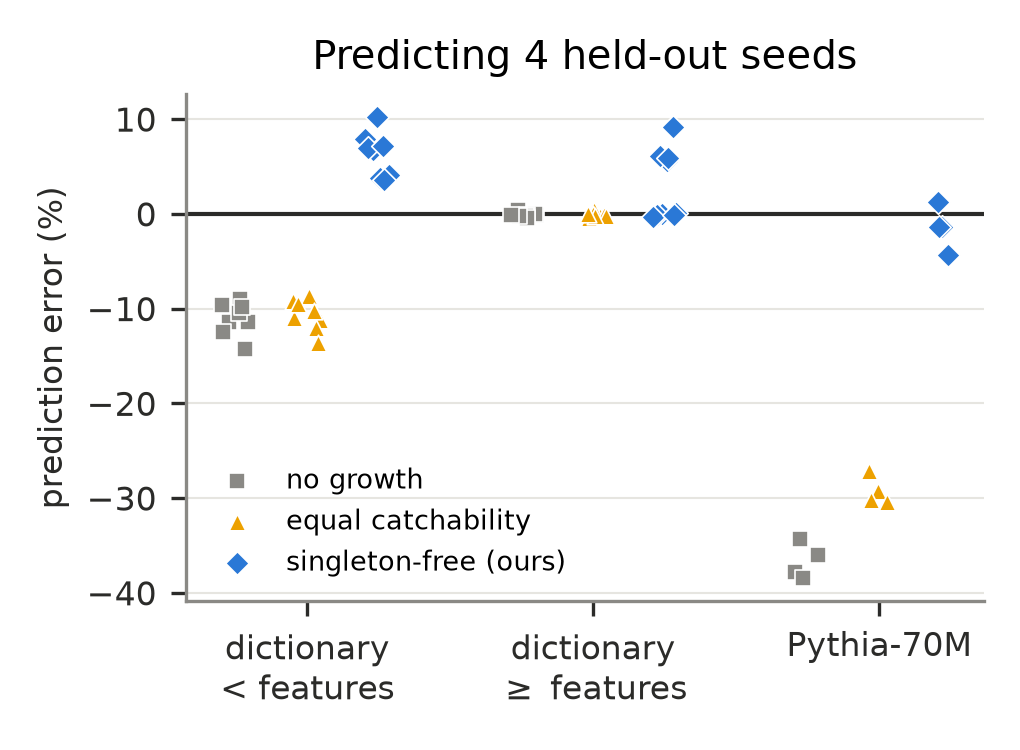 Predicting 4 held-out seeds
prediction error (%)
10
0
−10
−20
−30
−40
no growth
equal catchability
singleton-free (ours)
dictionary
< features
dictionary
≥ features
Pythia-70M